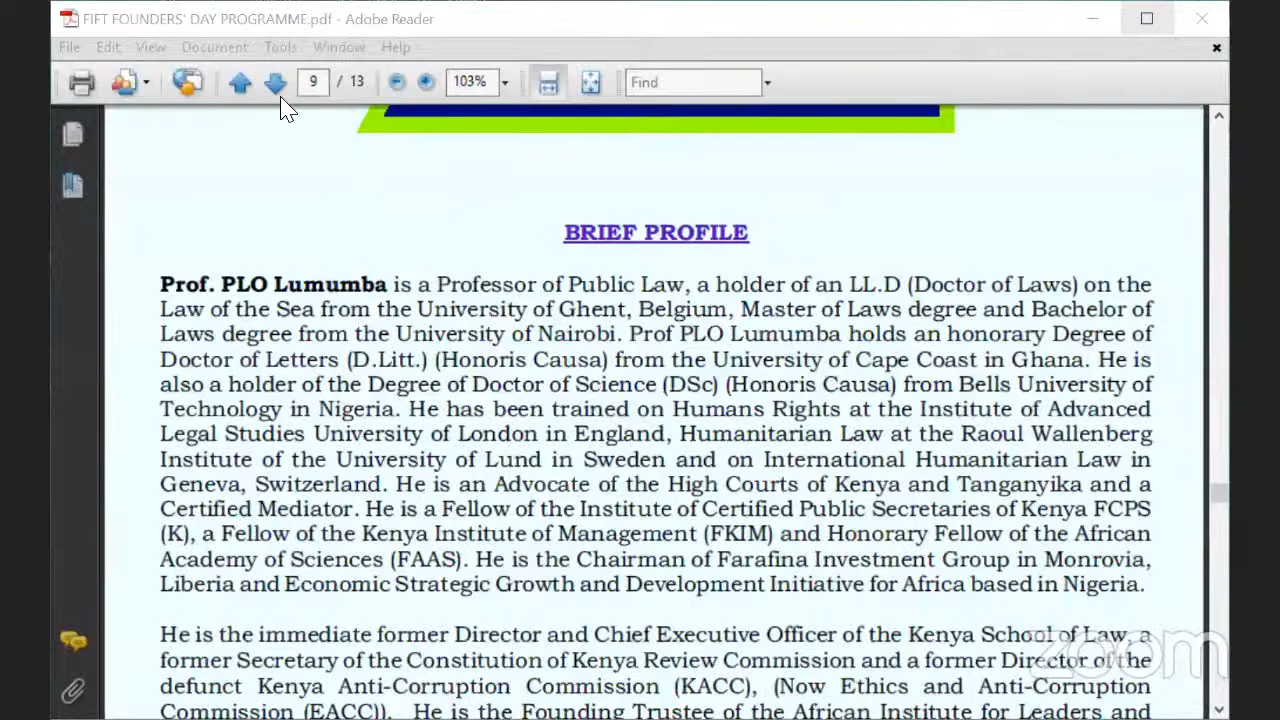 FIFT FOUNDERS' DAY PROGRAMME.pdf - Adobe Reader
File Edit View Document Tools Window Help
9 / 13 103% Find
BRIEF PROFILE
Prof. PLO Lumumba is a Professor of Public Law, a holder of an LL.D (Doctor of Laws) on the
Law of the Sea from the University of Ghent, Belgium, Master of Laws degree and Bachelor of
Laws degree from the University of Nairobi. Prof PLO Lumumba holds an honorary Degree of
Doctor of Letters (D.Litt.) (Honoris Causa) from the University of Cape Coast in Ghana. He is
also a holder of the Degree of Doctor of Science (DSc) (Honoris Causa) from Bells University of
Technology in Nigeria. He has been trained on Humans Rights at the Institute of Advanced
Legal Studies University of London in England, Humanitarian Law at the Raoul Wallenberg
Institute of the University of Lund in Sweden and on International Humanitarian Law in
Geneva, Switzerland. He is an Advocate of the High Courts of Kenya and Tanganyika and a
Certified Mediator. He is a Fellow of the Institute of Certified Public Secretaries of Kenya FCPS
(K), a Fellow of the Kenya Institute of Management (FKIM) and Honorary Fellow of the African
Academy of Sciences (FAAS). He is the Chairman of Farafina Investment Group in Monrovia,
Liberia and Economic Strategic Growth and Development Initiative for Africa based in Nigeria.
He is the immediate former Director and Chief Executive Officer of the Kenya School of Law, a
former Secretary of the Constitution of Kenya Review Commission and a former Director of the
defunct Kenya Anti-Corruption Commission (KACC), (Now Ethics and Anti-Corruption
Commission (EACC)). He is the Founding Trustee of the African Institute for Leaders and
zoom